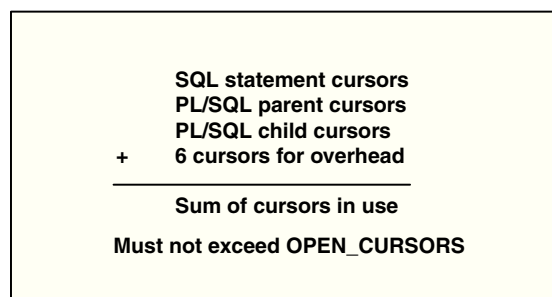 SQL statement cursors
PL/SQL parent cursors
PL/SQL child cursors
+ 6 cursors for overhead
Sum of cursors in use
Must not exceed OPEN_CURSORS